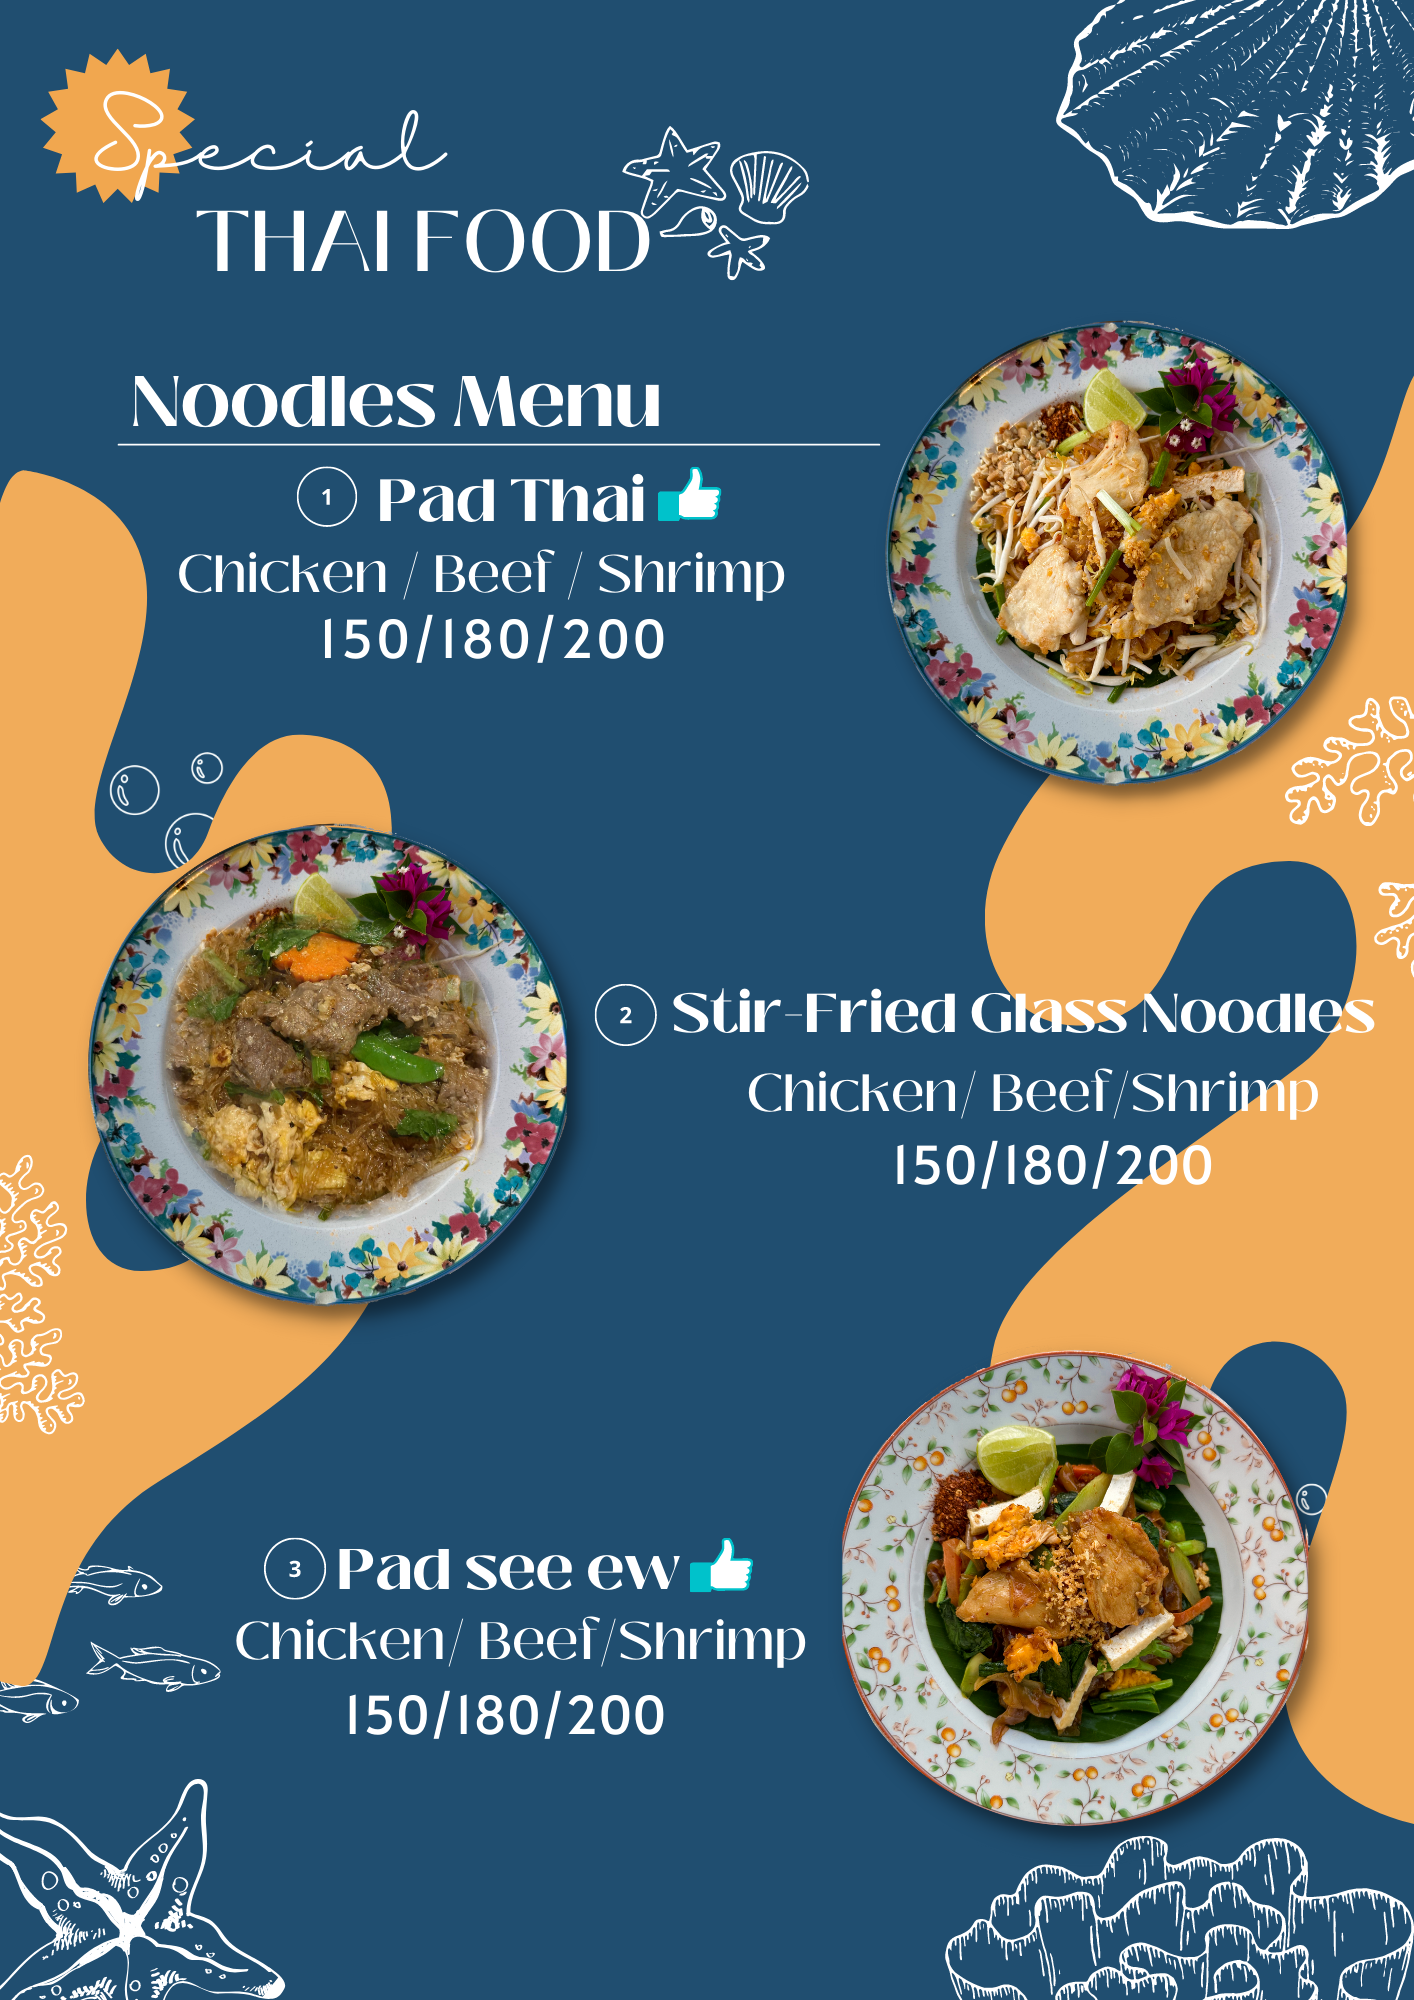 Special
THAI FOOD
Noodles Menu
1 Pad Thai
Chicken / Beef / Shrimp
150/180/200
2 Stir-Fried Glass Noodles
Chicken/ Beef/Shrimp
150/180/200
3 Pad see ew
Chicken/ Beef/Shrimp
150/180/200